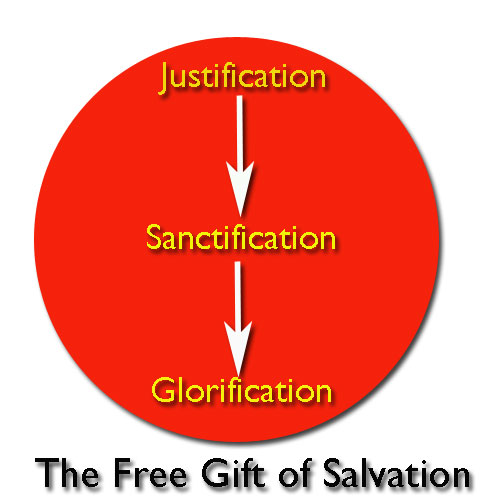 Justification
Sanctification
Glorification
The Free Gift of Salvation